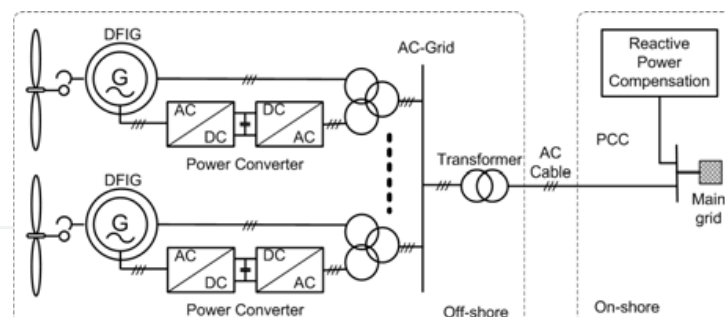 DFIG
G
AC
DC
DC
AC
Power Converter
AC-Grid
Transformer
AC
Cable
PCC
Reactive
Power
Compensation
Main
grid
DFIG
G
AC
DC
DC
AC
Power Converter
Off-shore
On-shore